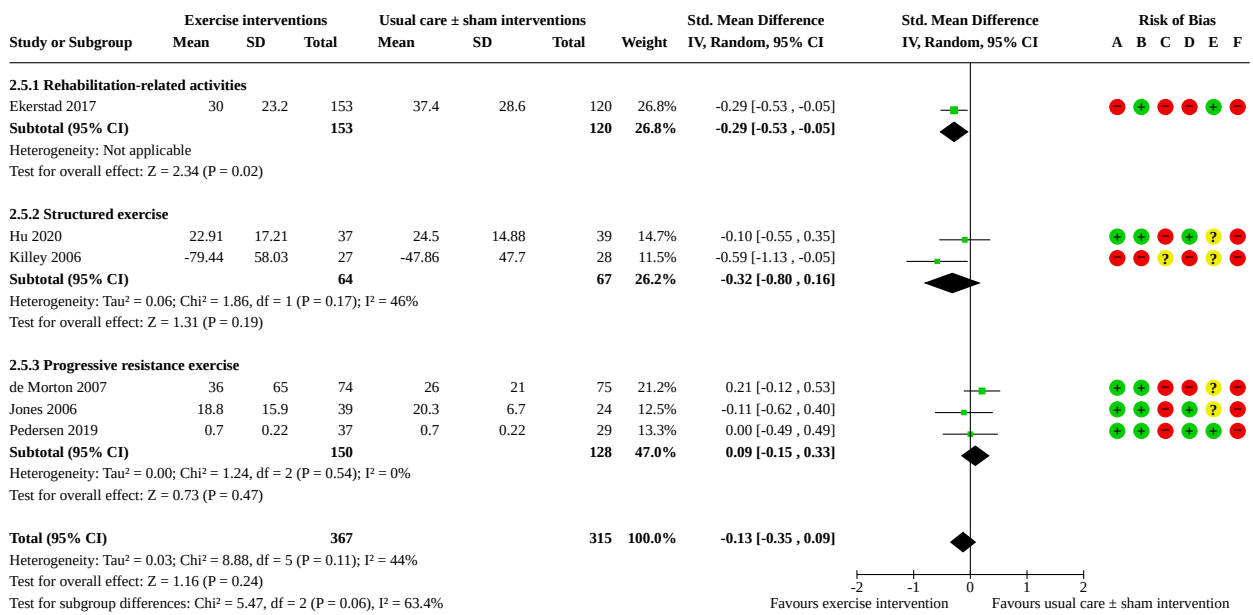 Exercise interventions Usual care ± sham interventions Std. Mean Difference Std. Mean Difference Risk of Bias
Study or Subgroup Mean SD Total Mean SD Total Weight IV, Random, 95% CI IV, Random, 95% CI A B C D E F
2.5.1 Rehabilitation-related activities
Ekerstad 2017 30 23.2 153 37.4 28.6 120 26.8% -0.29 [-0.53 , -0.05] − + − − + −
Subtotal (95% CI) 153 120 26.8% -0.29 [-0.53 , -0.05]
Heterogeneity: Not applicable
Test for overall effect: Z = 2.34 (P = 0.02)
2.5.2 Structured exercise
Hu 2020 22.91 17.21 37 24.5 14.88 39 14.7% -0.10 [-0.55 , 0.35] + + − + ? −
Killey 2006 -79.44 58.03 27 -47.86 47.7 28 11.5% -0.59 [-1.13 , -0.05] − − ? − ? −
Subtotal (95% CI) 64 67 26.2% -0.32 [-0.80 , 0.16]
Heterogeneity: Tau² = 0.06; Chi² = 1.86, df = 1 (P = 0.17); I² = 46%
Test for overall effect: Z = 1.31 (P = 0.19)
2.5.3 Progressive resistance exercise
de Morton 2007 36 65 74 26 21 75 21.2% 0.21 [-0.12 , 0.53] + + − − ? −
Jones 2006 18.8 15.9 39 20.3 6.7 24 12.5% -0.11 [-0.62 , 0.40] + + − + ? −
Pedersen 2019 0.7 0.22 37 0.7 0.22 29 13.3% 0.00 [-0.49 , 0.49] + + − + + −
Subtotal (95% CI) 150 128 47.0% 0.09 [-0.15 , 0.33]
Heterogeneity: Tau² = 0.00; Chi² = 1.24, df = 2 (P = 0.54); I² = 0%
Test for overall effect: Z = 0.73 (P = 0.47)
Total (95% CI) 367 315 100.0% -0.13 [-0.35 , 0.09]
Heterogeneity: Tau² = 0.03; Chi² = 8.88, df = 5 (P = 0.11); I² = 44%
Test for overall effect: Z = 1.16 (P = 0.24)
-2 -1 0 1 2
Test for subgroup differences: Chi² = 5.47, df = 2 (P = 0.06), I² = 63.4% Favours exercise intervention Favours usual care ± sham intervention